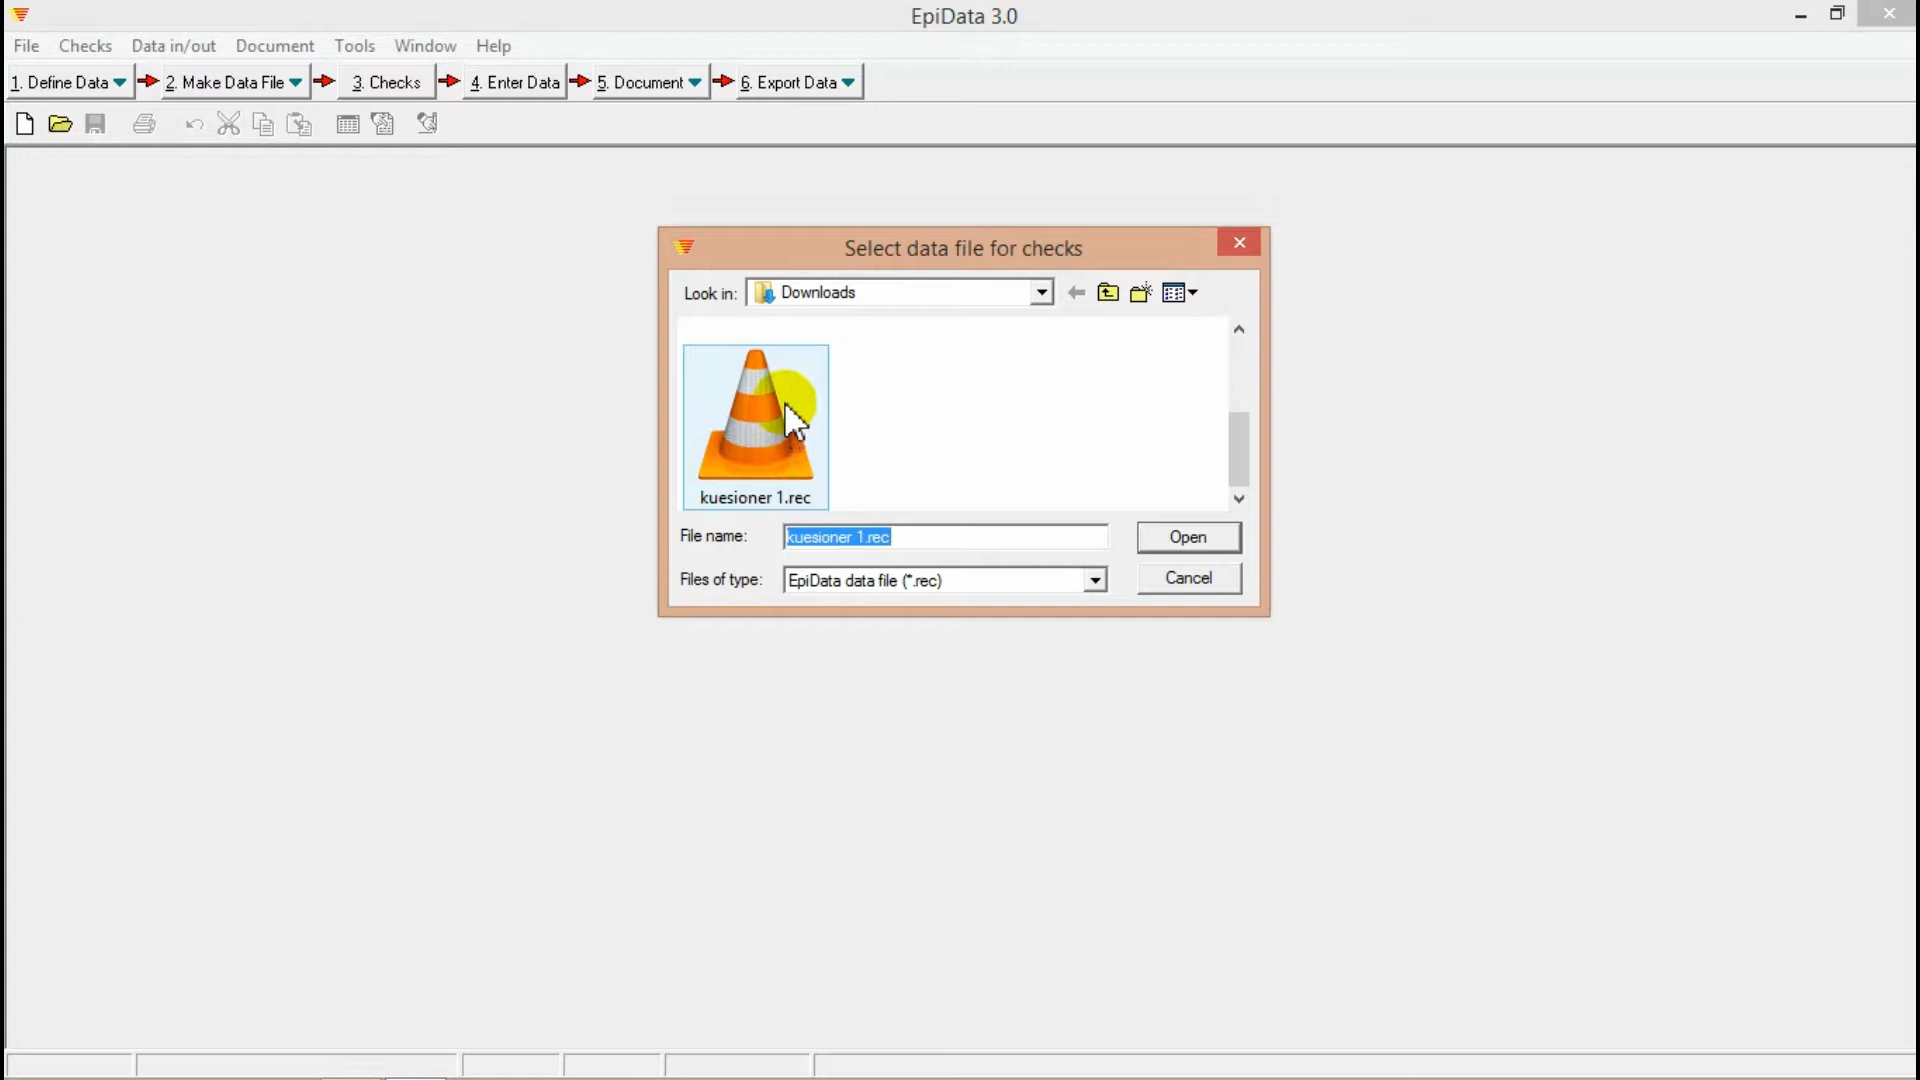 EpiData 3.0
File Checks Data in/out Document Tools Window Help
1. Define Data 2. Make Data File 3. Checks 4. Enter Data 5. Document 6. Export Data
Select data file for checks
Look in: Downloads
kuesioner 1.rec
File name: kuesioner 1.rec Open
Files of type: EpiData data file (*.rec) Cancel